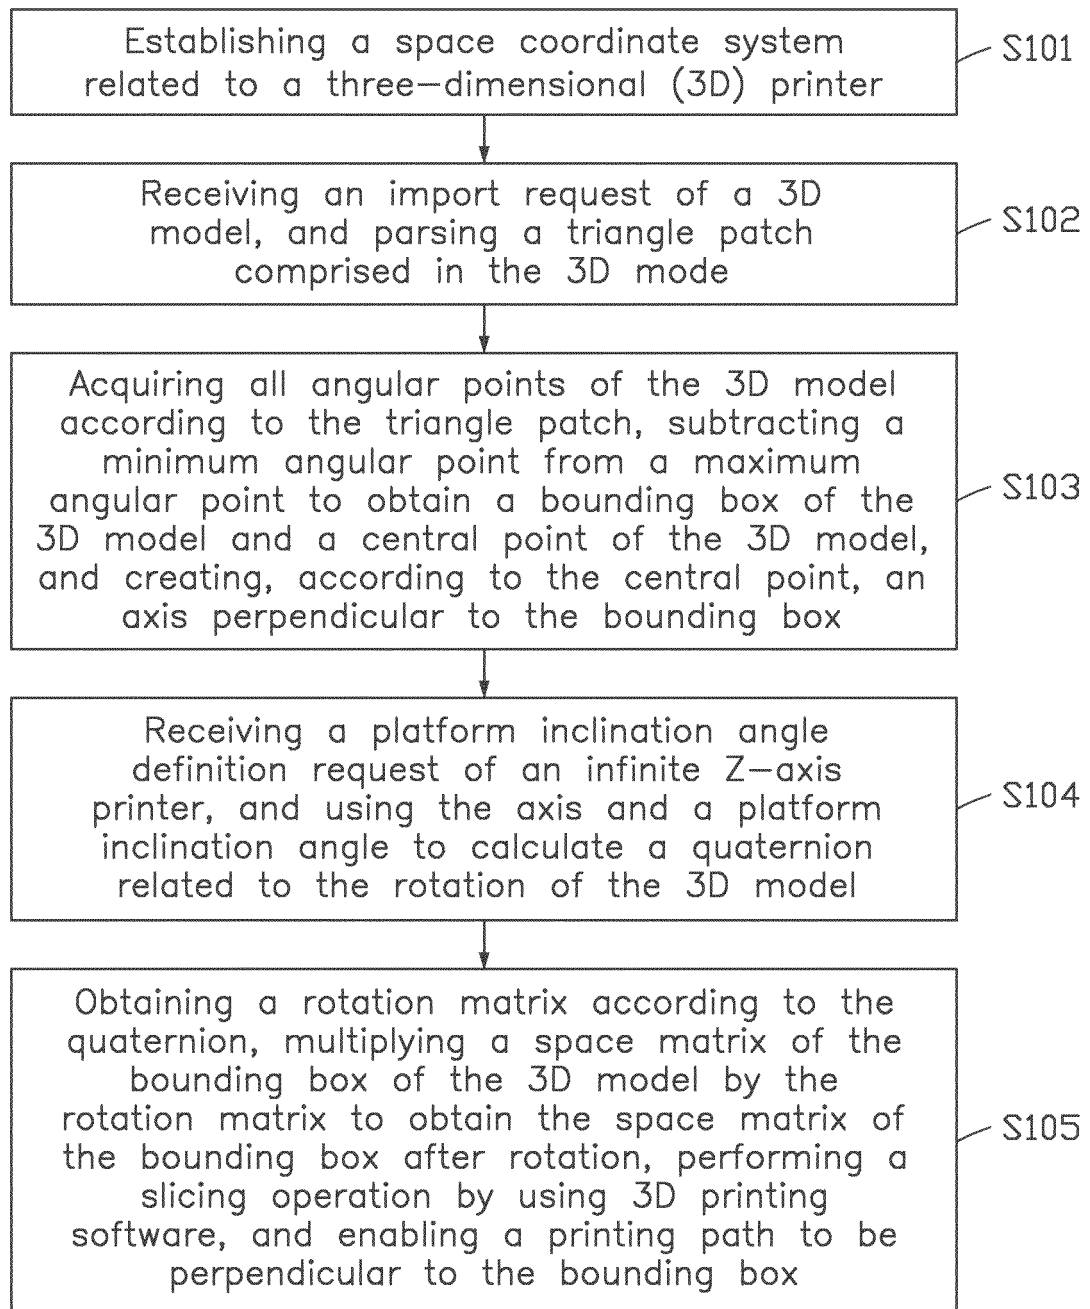 Establishing a space coordinate system
related to a three-dimensional (3D) printer
S101
Receiving an import request of a 3D
model, and parsing a triangle patch
comprised in the 3D mode
S102
Acquiring all angular points of the 3D model
according to the triangle patch, subtracting a
minimum angular point from a maximum
angular point to obtain a bounding box of the
3D model and a central point of the 3D model,
and creating, according to the central point, an
axis perpendicular to the bounding box
S103
Receiving a platform inclination angle
definition request of an infinite Z-axis
printer, and using the axis and a platform
inclination angle to calculate a quaternion
related to the rotation of the 3D model
S104
Obtaining a rotation matrix according to the
quaternion, multiplying a space matrix of the
bounding box of the 3D model by the
rotation matrix to obtain the space matrix of
the bounding box after rotation, performing a
slicing operation by using 3D printing
software, and enabling a printing path to be
perpendicular to the bounding box
S105